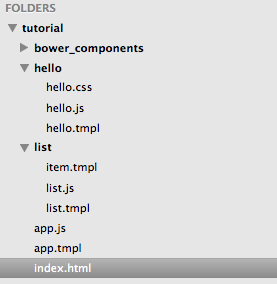 FOLDERS
tutorial
bower_components
hello
hello.css
hello.js
hello.tmpl
list
item.tmpl
list.js
list.tmpl
app.js
app.tmpl
index.html